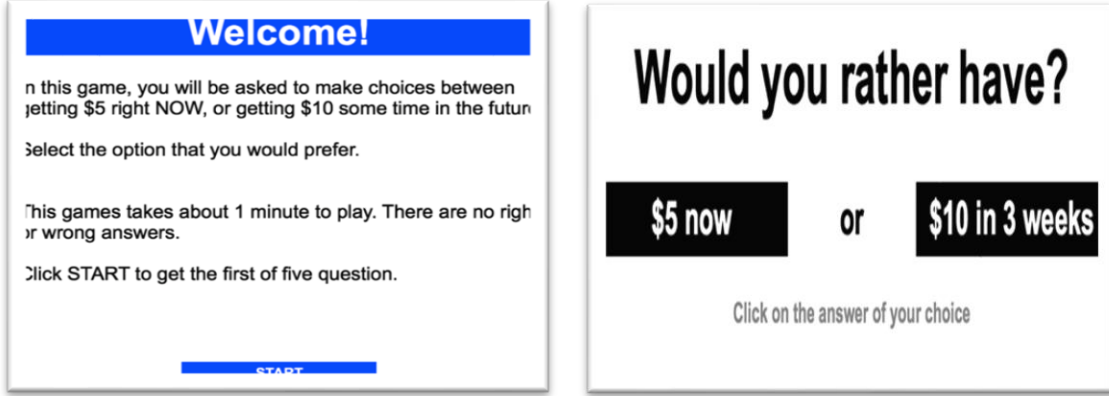 Welcome!
n this game, you will be asked to make choices between
getting $5 right NOW, or getting $10 some time in the future
Select the option that you would prefer.
This games takes about 1 minute to play. There are no righ
or wrong answers.
Click START to get the first of five question.
START
Would you rather have?
$5 now or $10 in 3 weeks
Click on the answer of your choice